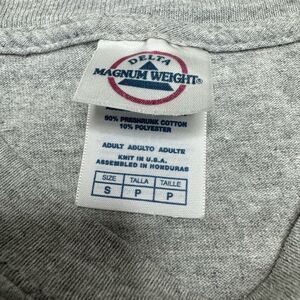 DELTA
MAGNUM WEIGHT®
90% PRESHRUNK COTTON
10% POLYESTER
ADULT ADULTO ADULTE
KNIT IN U.S.A.
ASSEMBLED IN HONDURAS
SIZE TALLA TAILLE
S P P